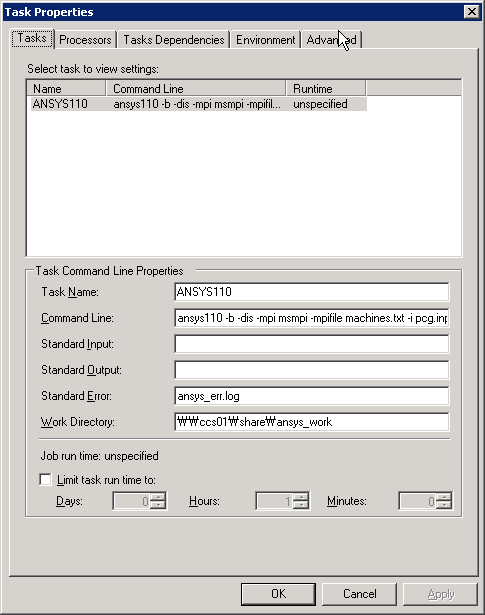 Task Properties
Tasks Processors Tasks Dependencies Environment Advanced
Select task to view settings:
Name Command Line Runtime
ANSYS110 ansys110 -b -dis -mpi msmpi -mpifil... unspecified
Task Command Line Properties
Task Name: ANSYS110
Command Line: ansys110 -b -dis -mpi msmpi -mpifile machines.txt -i pcg.inp
Standard Input:
Standard Output:
Standard Error: ansys_err.log
Work Directory: ₩₩ccs01₩share₩ansys_work
Job run time: unspecified
Limit task run time to:
Days: 0 Hours: 1 Minutes: 0
OK Cancel Apply